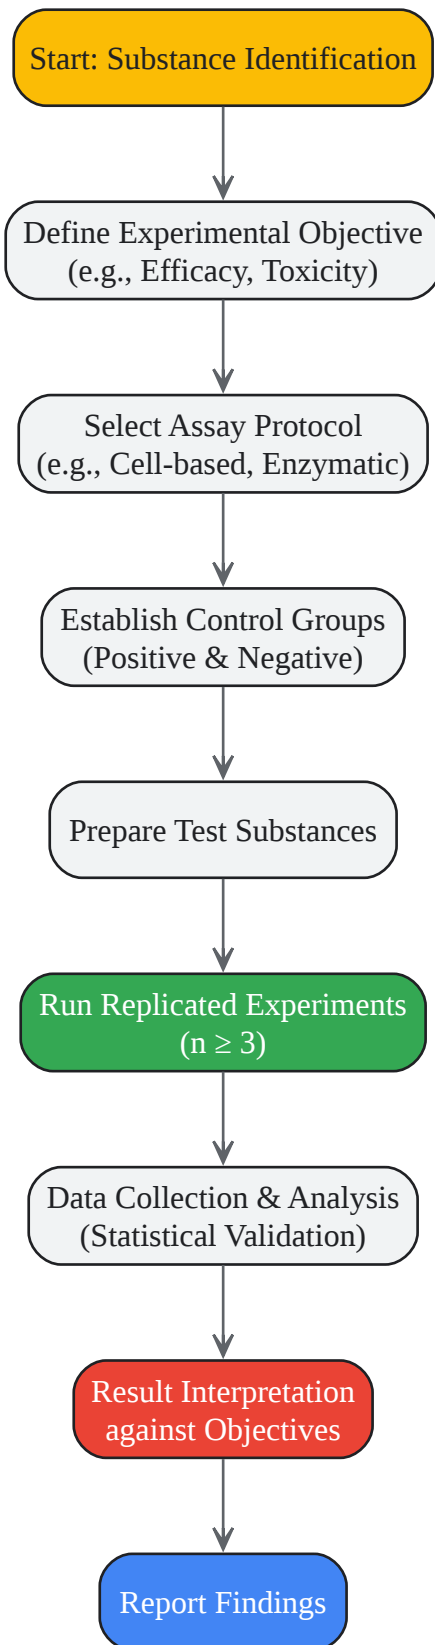 Start: Substance Identification
Define Experimental Objective
(e.g., Efficacy, Toxicity)
Select Assay Protocol
(e.g., Cell-based, Enzymatic)
Establish Control Groups
(Positive & Negative)
Prepare Test Substances
Run Replicated Experiments
(n ≥ 3)
Data Collection & Analysis
(Statistical Validation)
Result Interpretation
against Objectives
Report Findings